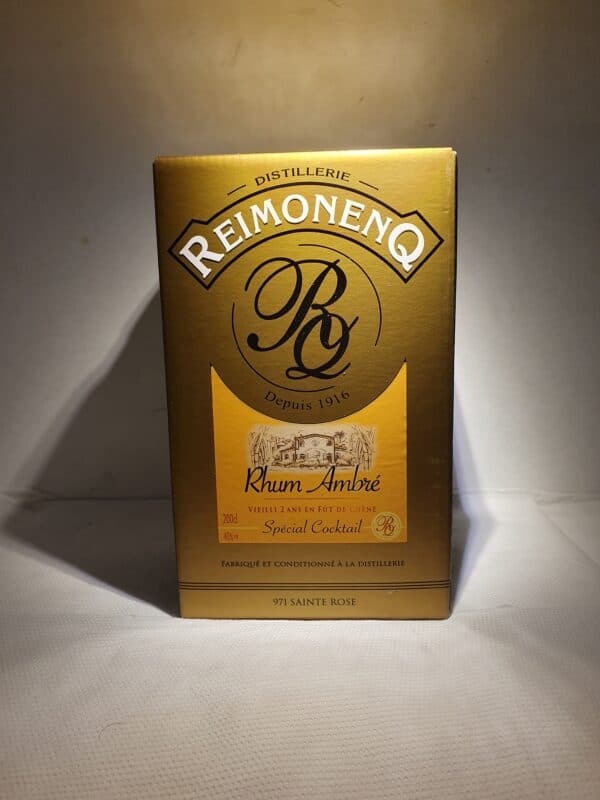 DISTILLERIE
REIMONENQ
RQ
Depuis 1916
Rhum Ambré
VIEILLI 2 ANS EN FÛT DE CHÊNE
200cl
Spécial Cocktail
RQ
FABRIQUÉ ET CONDITIONNÉ À LA DISTILLERIE
971 SAINTE ROSE